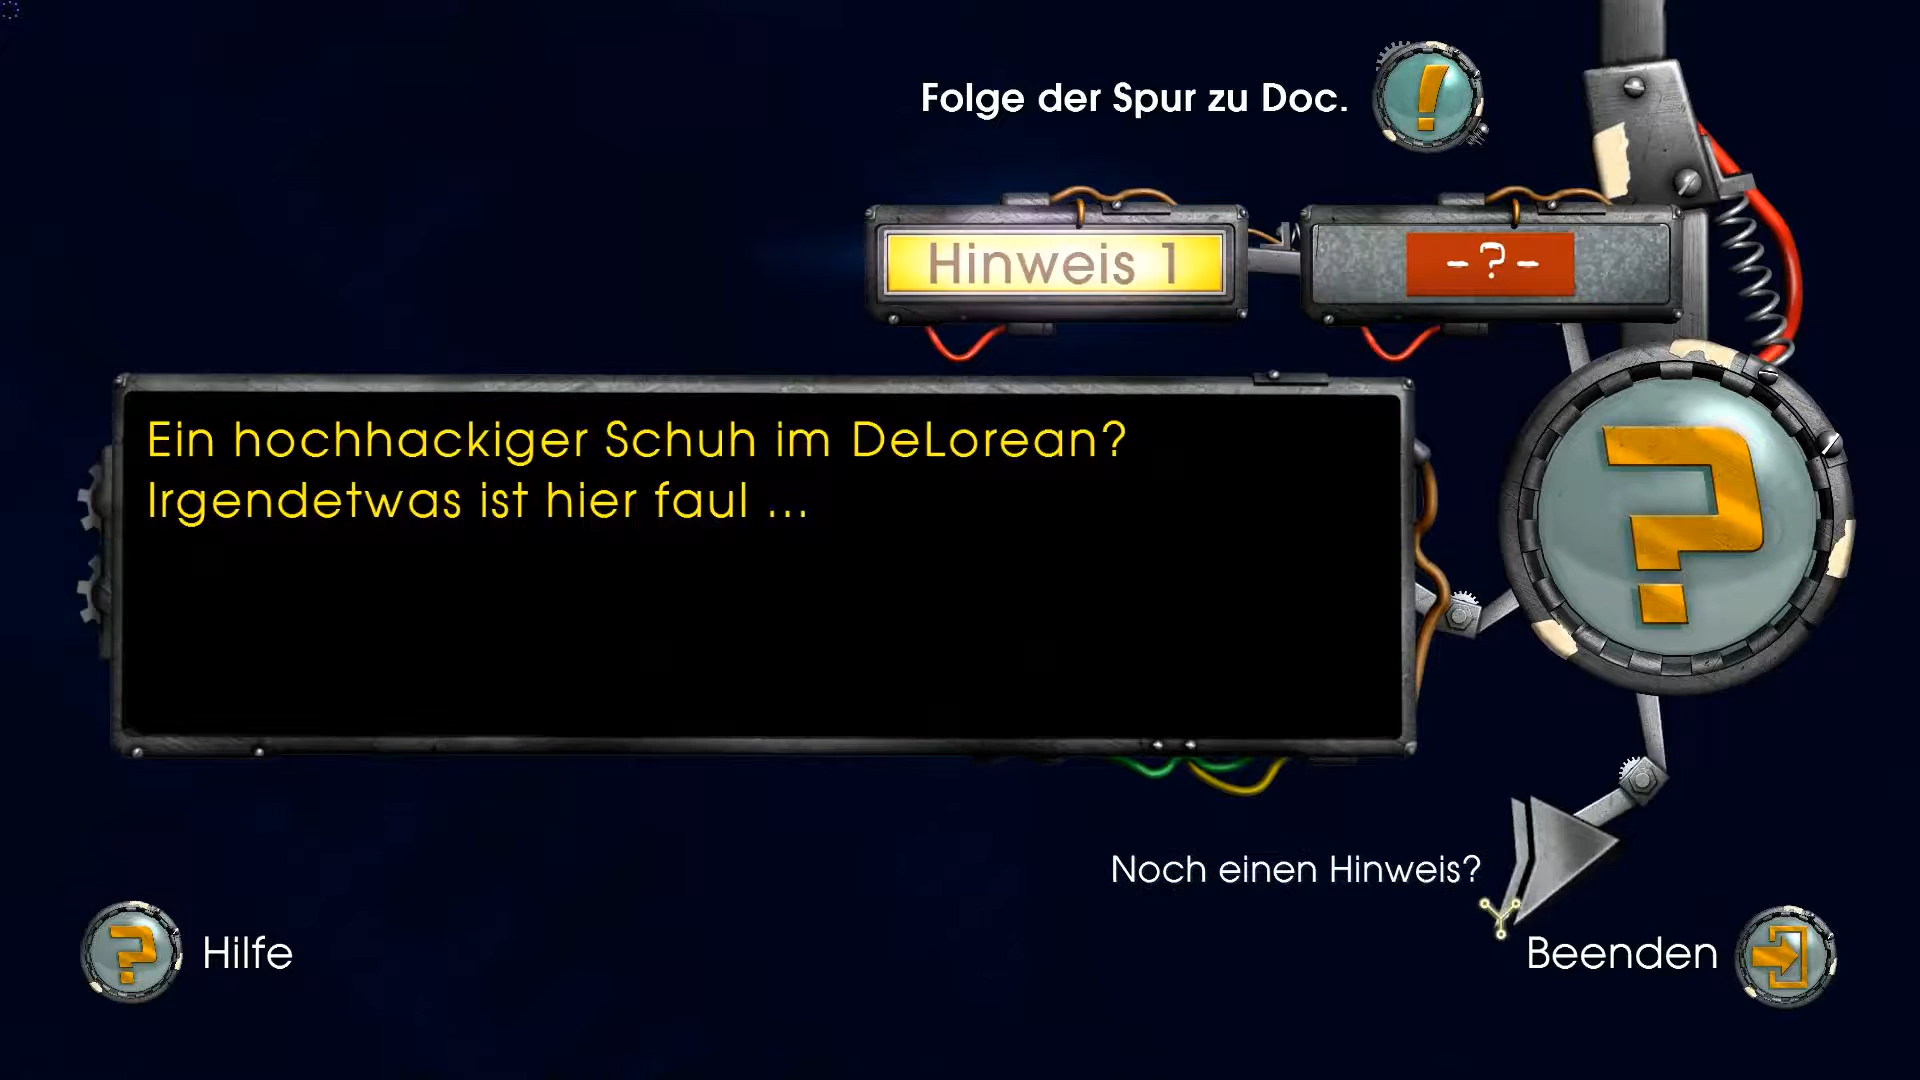 Folge der Spur zu Doc.
Hinweis 1
- ? -
Ein hochhackiger Schuh im DeLorean?
Irgendetwas ist hier faul ...
Noch einen Hinweis?
Hilfe
Beenden